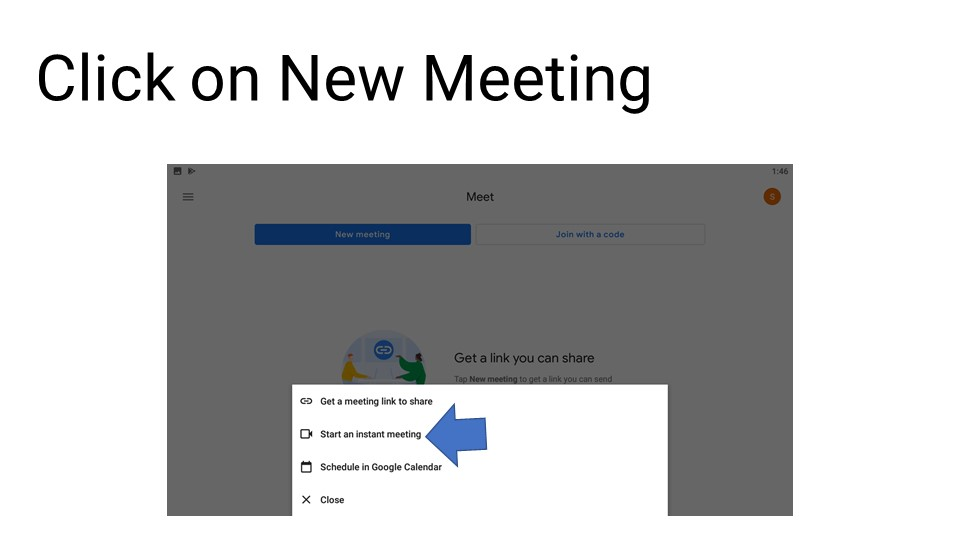 Click on New Meeting
1:46
Meet
S
New meeting
Join with a code
Get a link you can share
Tap New meeting to get a link you can send
Get a meeting link to share
Start an instant meeting
Schedule in Google Calendar
Close